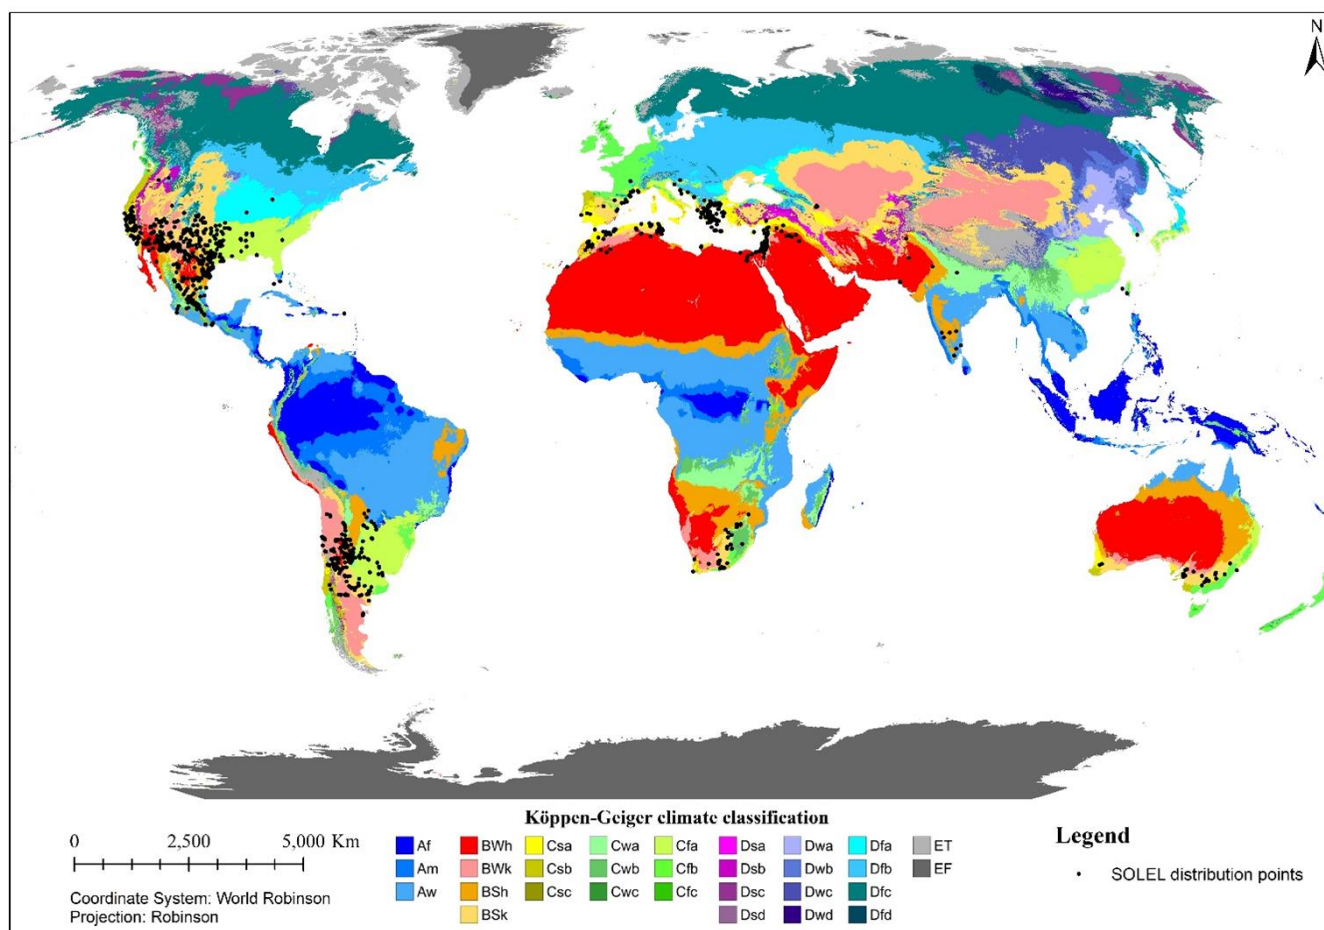 N
Köppen-Geiger climate classification
0 2,500 5,000 Km
Coordinate System: World Robinson
Projection: Robinson
Af BWh Csa Cwa Cfa Dsa Dwa Dfa ET
Am BWk Csb Cwb Cfb Dsb Dwb Dfb EF
Aw BSh Csc Cwc Cfc Dsc Dwc Dfc
BSk Dsd Dwd Dfd
Legend
SOLEL distribution points